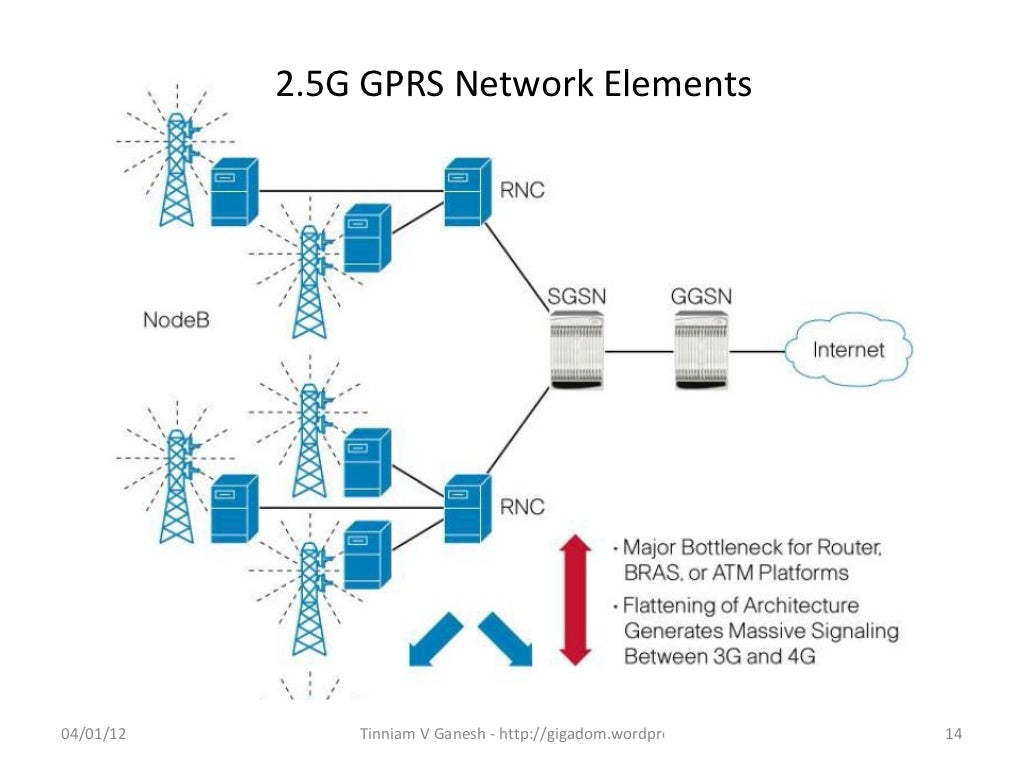 2.5G GPRS Network Elements
RNC
SGSN
GGSN
NodeB
Internet
RNC
· Major Bottleneck for Router,
BRAS, or ATM Platforms
· Flattening of Architecture
Generates Massive Signaling
Between 3G and 4G
04/01/12
Tinniam V Ganesh - http://gigadom.wordpre
14